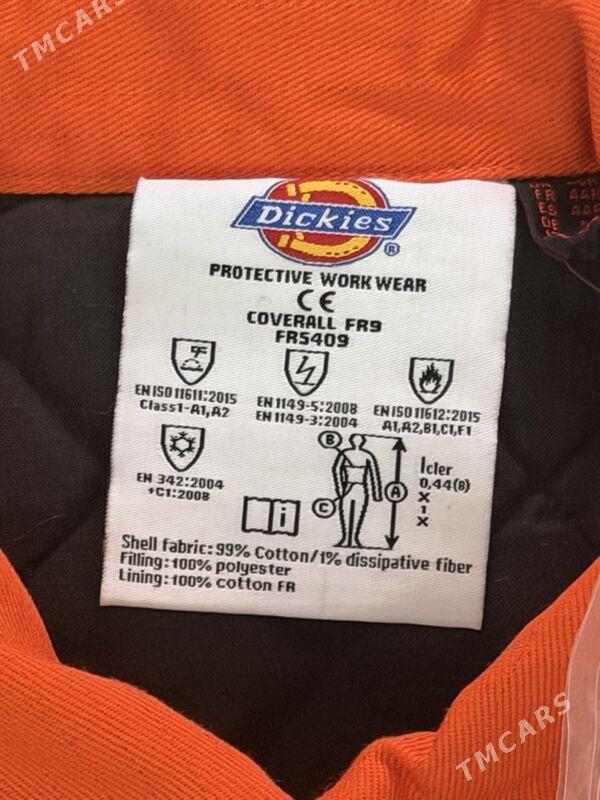 TMCARS
Dickies
®
PROTECTIVE WORK WEAR
CE
COVERALL FR9
FR5409
EN ISO 11611:2015
Class1-A1,A2
EN 1149-5:2008
EN 1149-3:2004
EN ISO 11612:2015
A1,A2,B1,C1,F1
EN 342:2004
+C1:2008
i
B
A
C
Icler
0,44(B)
X
1
X
Shell fabric: 99% Cotton/1% dissipative fiber
Filling: 100% polyester
Lining: 100% cotton FR
FR
ES
DE
TMCARS